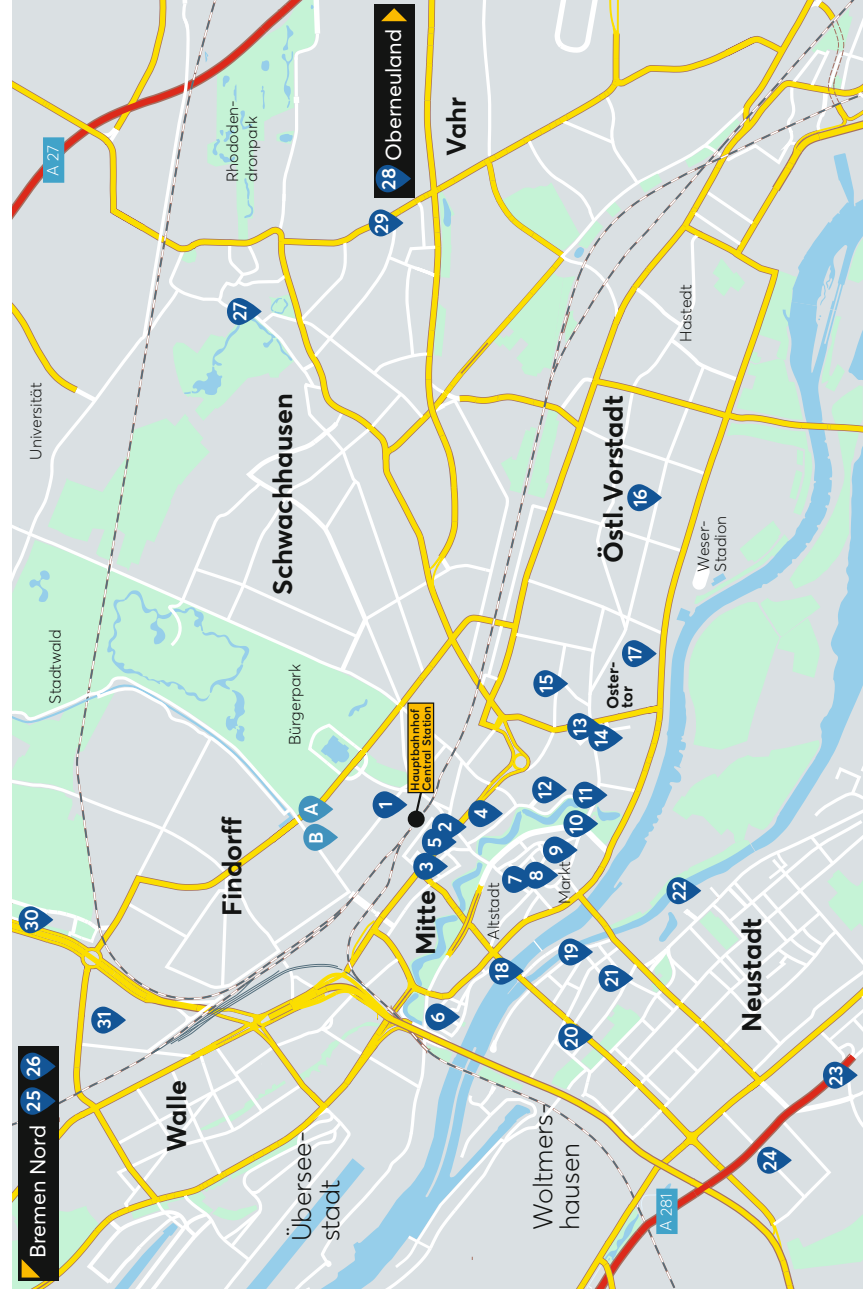 Bremen Nord 25 26
30
Universität
A 27
Stadtwald
31
Walle
Findorff
Rhododen-
dronpark
27
Schwachhausen
Bürgerpark
B
A
Übersee-
stadt
1
28 Oberneuland
29
Hauptbahnhof
Central Station
Mitte
3
5
2
6
4
Vahr
Altstadt
18
7
8
Markt
9
12
15
Woltmers-
hausen
20
19
10
11
13
14
21
Oster-
tor
17
Östl. Vorstadt
16
Hastedt
A 281
22
Weser-
Stadion
Neustadt
24
23